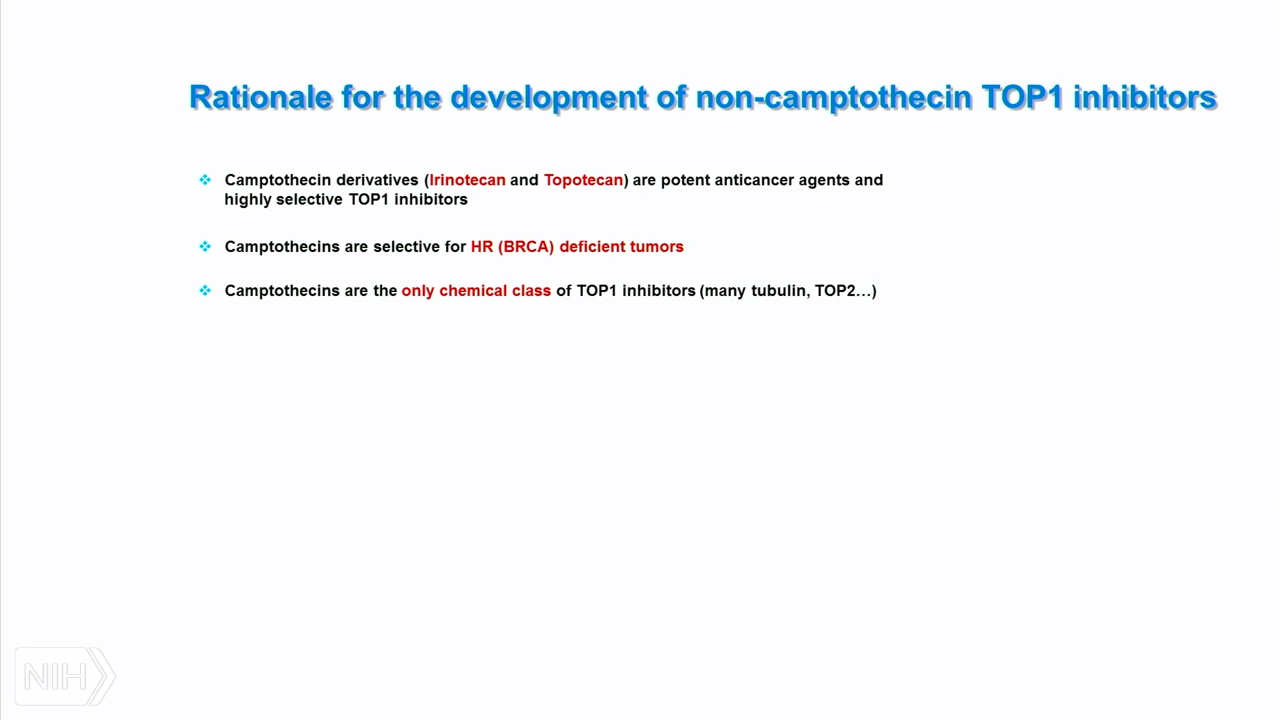 Rationale for the development of non-camptothecin TOP1 inhibitors
Camptothecin derivatives (Irinotecan and Topotecan) are potent anticancer agents and
highly selective TOP1 inhibitors
Camptothecins are selective for HR (BRCA) deficient tumors
Camptothecins are the only chemical class of TOP1 inhibitors (many tubulin, TOP2…)
NIH